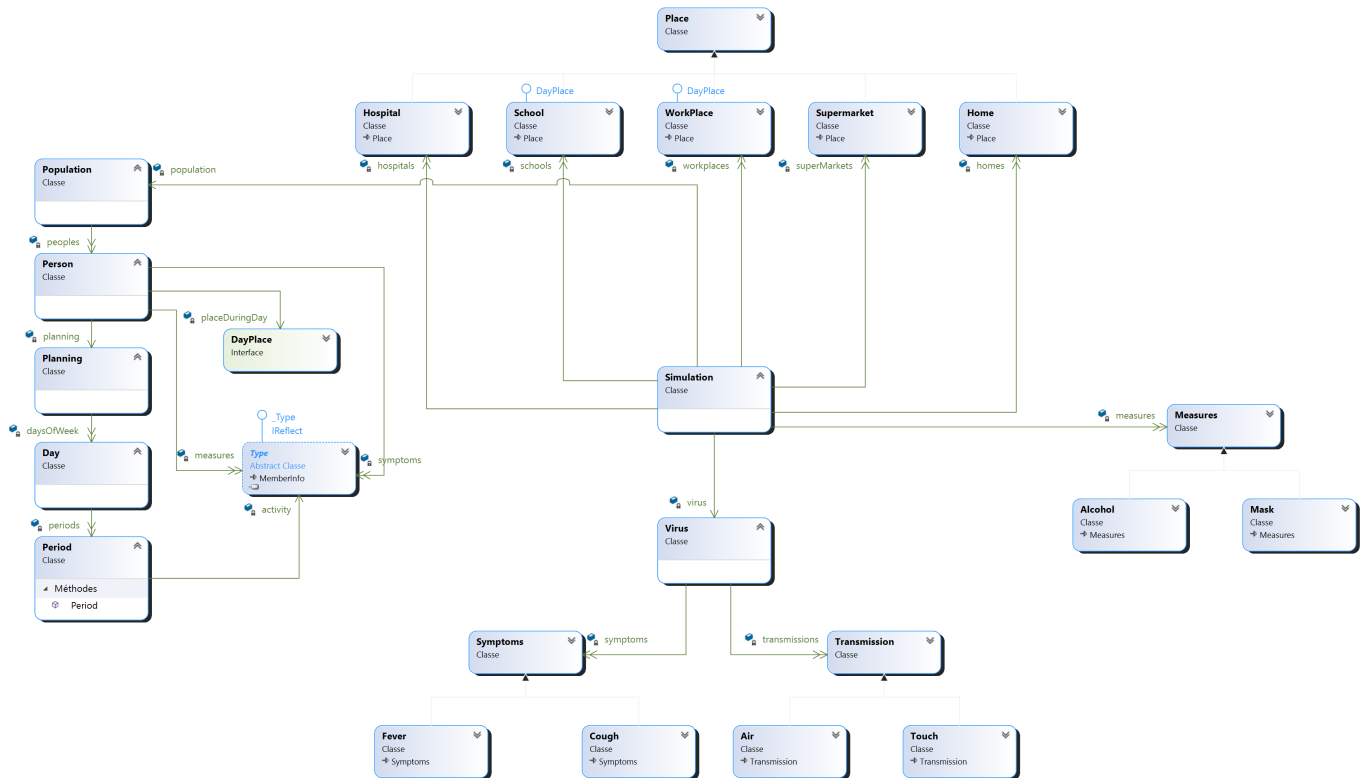 Place
Classe
DayPlace
DayPlace
Hospital
Classe
Place
School
Classe
Place
WorkPlace
Classe
Place
Supermarket
Classe
Place
Home
Classe
Place
hospitals
schools
workplaces
superMarkets
homes
Population
Classe
population
peoples
Person
Classe
placeDuringDay
planning
DayPlace
Interface
Planning
Classe
Simulation
Classe
_Type
IReflect
daysOfWeek
measures
Measures
Classe
Day
Classe
measures
Type
Abstract Classe
MemberInfo
symptoms
activity
virus
periods
Alcohol
Classe
Measures
Mask
Classe
Measures
Period
Classe
Méthodes
Period
Virus
Classe
Symptoms
Classe
symptoms
transmissions
Transmission
Classe
Fever
Classe
Symptoms
Cough
Classe
Symptoms
Air
Classe
Transmission
Touch
Classe
Transmission